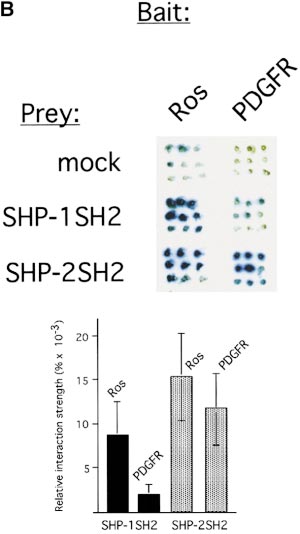 B
Bait:
Prey:
Ros
PDGFR
mock
SHP-1SH2
SHP-2SH2
Relative interaction strength (% x 10⁻³)
20
15
10
5
Ros
PDGFR
Ros
PDGFR
SHP-1SH2
SHP-2SH2